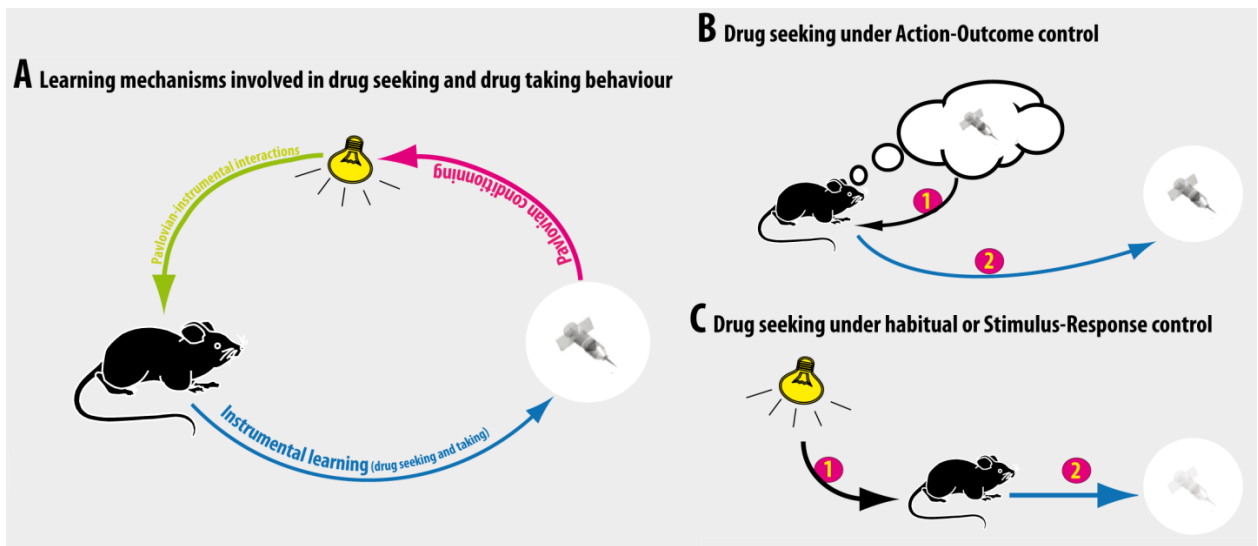 A Learning mechanisms involved in drug seeking and drug taking behaviour
Pavlovian-instrumental interactions
Pavlovian conditionning
Instrumental learning (drug seeking and taking)
B Drug seeking under Action-Outcome control
1
2
C Drug seeking under habitual or Stimulus-Response control
1
2